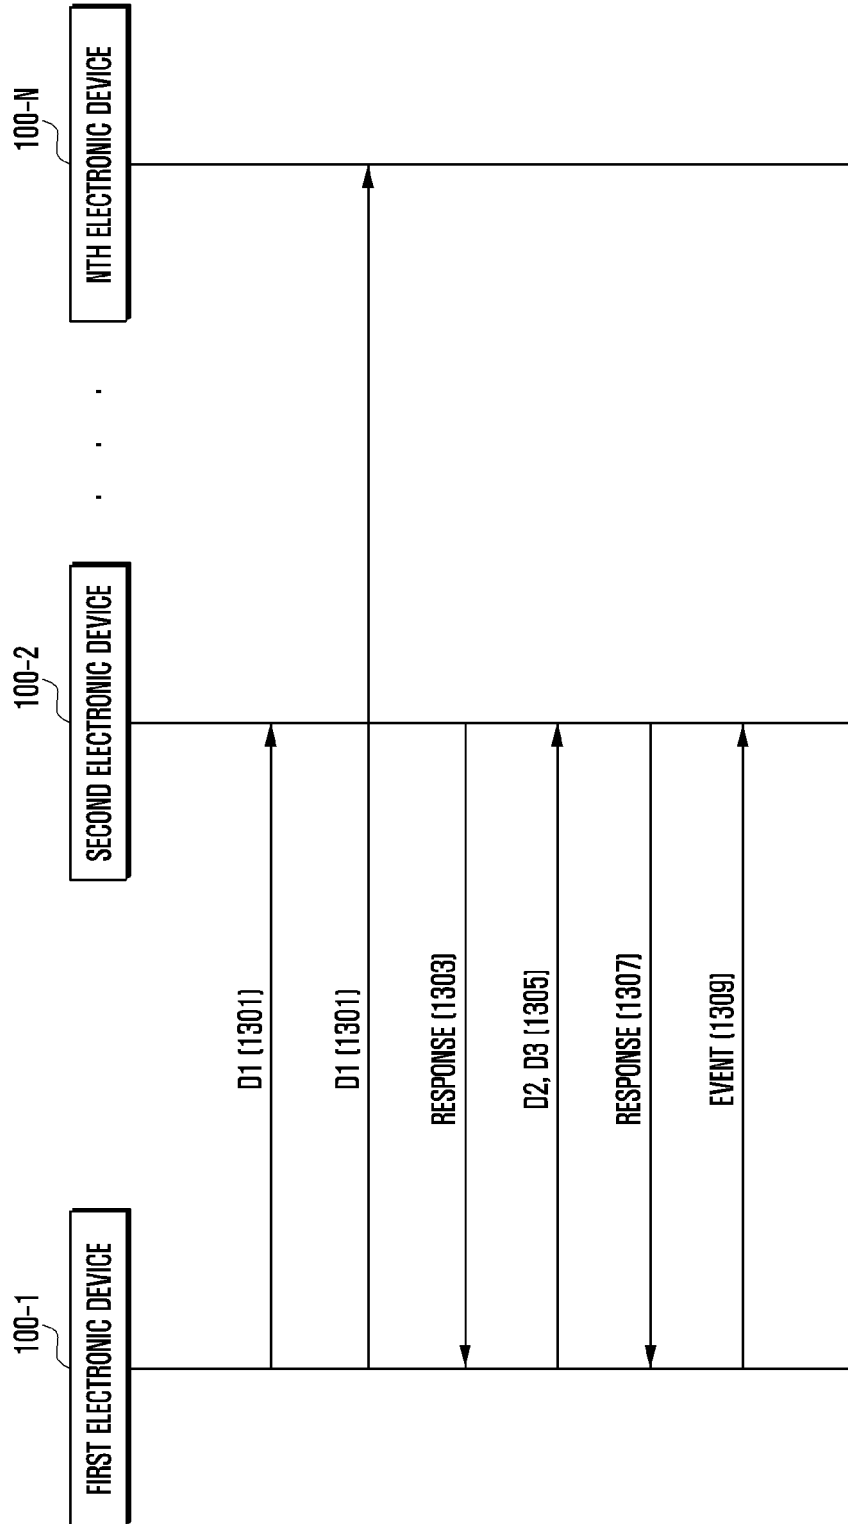 100-1
100-2
100-N
FIRST ELECTRONIC DEVICE
SECOND ELECTRONIC DEVICE
. . .
NTH ELECTRONIC DEVICE
D1 (1301)
D1 (1301)
RESPONSE (1303)
D2, D3 (1305)
RESPONSE (1307)
EVENT (1309)